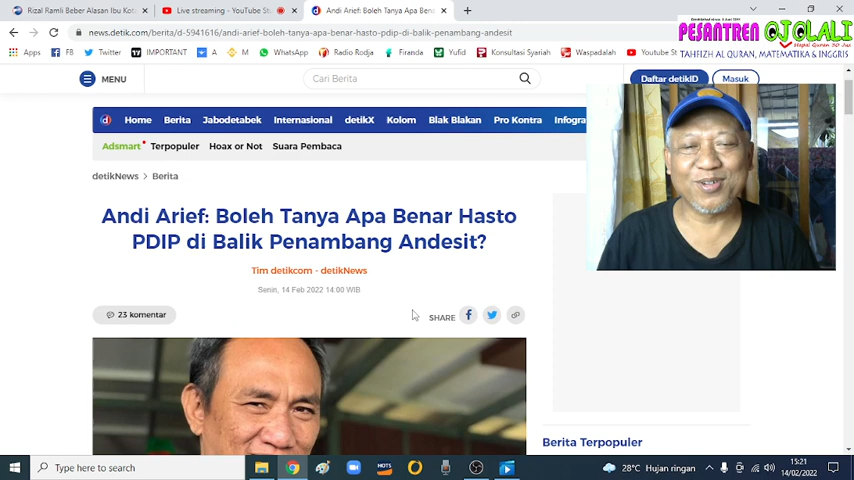 Rizal Ramli Beber Alasan Ibu Kot
Live streaming - YouTube St
Andi Arief: Boleh Tanya Apa Bena
news.detik.com/berita/d-5941616/andi-arief-boleh-tanya-apa-benar-hasto-pdip-di-balik-penambang-andesit
PESANTREN OJOLALI
TAHFIZH AL QURAN, MATEMATIKA & INGGRIS
Apps FB Twitter IMPORTANT A M WhatsApp Radio Rodja Firanda Yufid Konsultasi Syariah Waspadalah Youtube St
MENU
Cari Berita
Daftar detikID Masuk
Home Berita Jabodetabek Internasional detikX Kolom Blak Blakan Pro Kontra Infogra
Adsmart Terpopuler Hoax or Not Suara Pembaca
detikNews > Berita
Andi Arief: Boleh Tanya Apa Benar Hasto
PDIP di Balik Penambang Andesit?
Tim detikcom - detikNews
Senin, 14 Feb 2022 14:00 WIB
23 komentar
SHARE
Berita Terpopuler
Type here to search
28°C Hujan ringan
15:21
14/02/2022